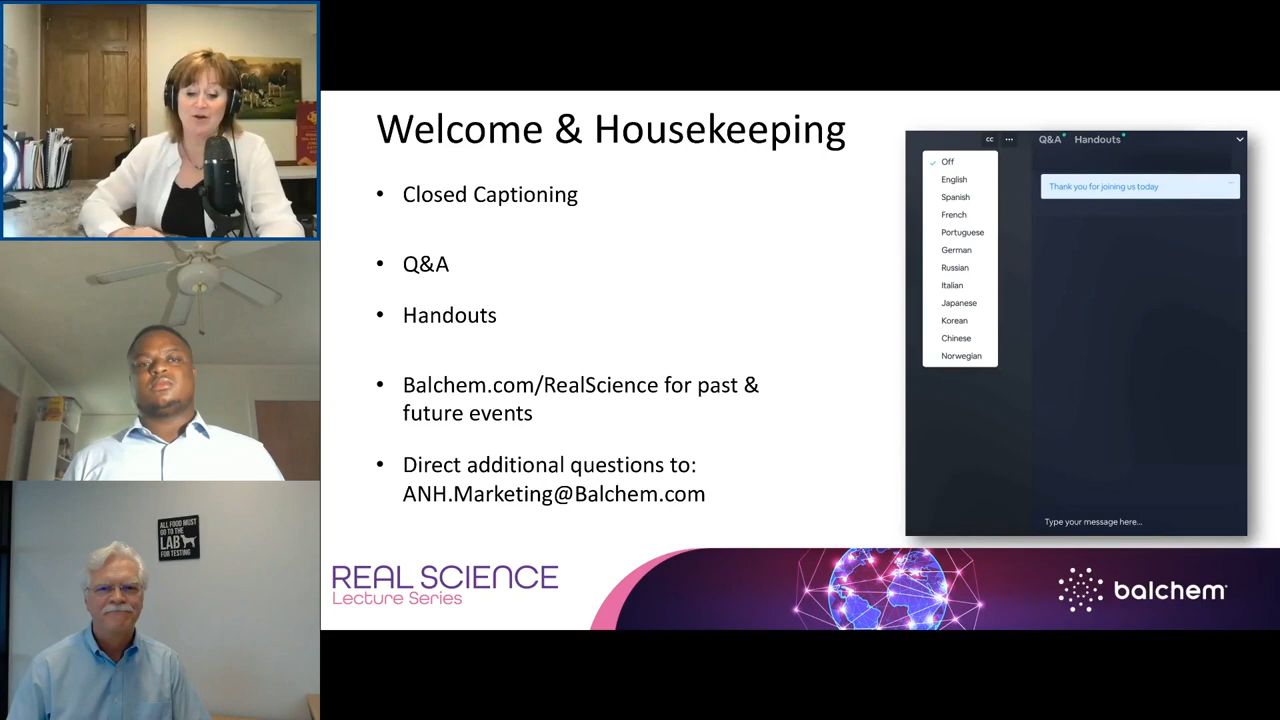 ALL FOOD MUST
GO TO THE
LAB
FOR TESTING
Welcome & Housekeeping
• Closed Captioning
• Q&A
• Handouts
• Balchem.com/RealScience for past &
future events
• Direct additional questions to:
ANH.Marketing@Balchem.com
CC
Q&A Handouts
Off
English
Spanish
French
Portuguese
German
Russian
Italian
Japanese
Korean
Chinese
Norwegian
Thank you for joining us today
Type your message here...
REAL SCIENCE
Lecture Series
balchem